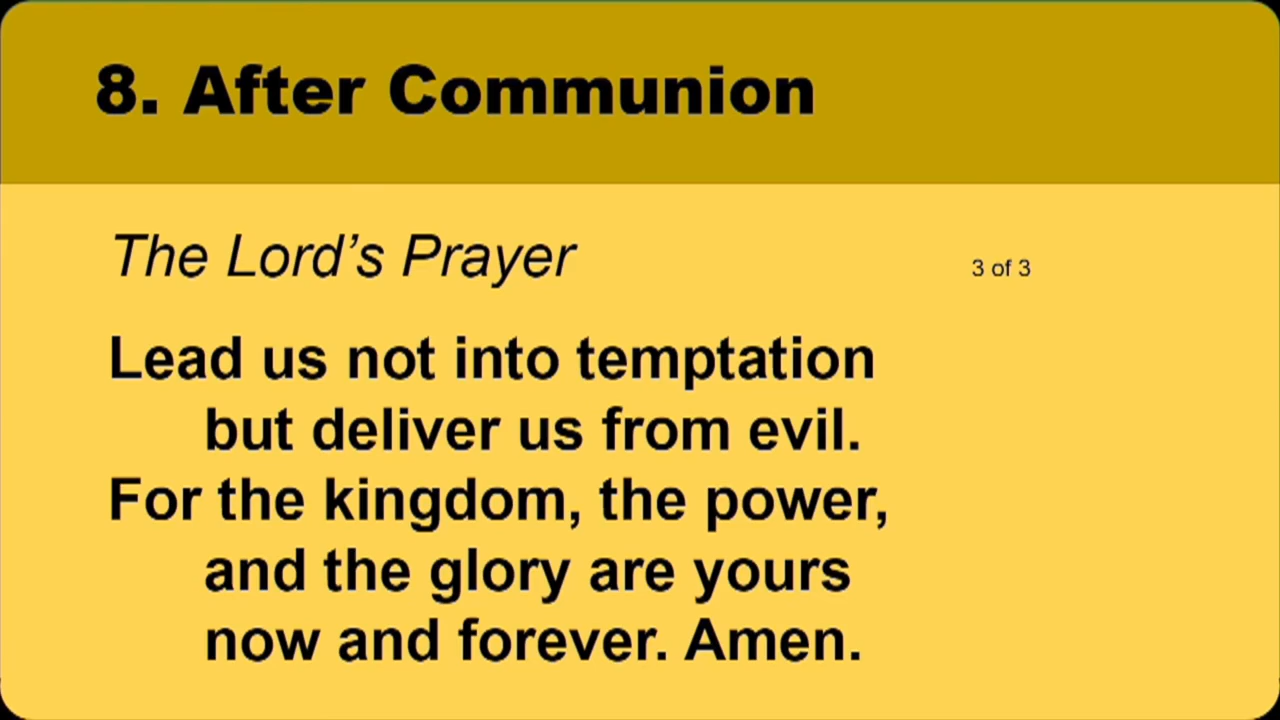 8. After Communion
The Lord’s Prayer 3 of 3
Lead us not into temptation
but deliver us from evil.
For the kingdom, the power,
and the glory are yours
now and forever. Amen.